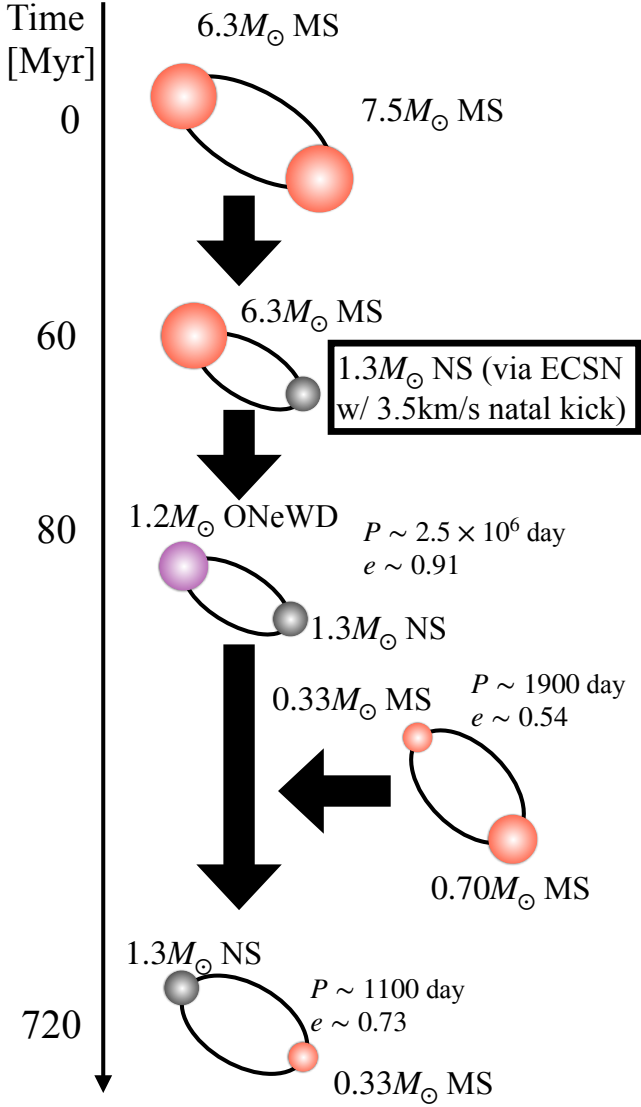 Time
[Myr]
6.3M⊙ MS
0
7.5M⊙ MS
60
6.3M⊙ MS
1.3M⊙ NS (via ECSN
w/ 3.5km/s natal kick)
80
1.2M⊙ ONeWD
P ~ 2.5 × 10⁶ day
e ~ 0.91
1.3M⊙ NS
0.33M⊙ MS
P ~ 1900 day
e ~ 0.54
0.70M⊙ MS
1.3M⊙ NS
P ~ 1100 day
e ~ 0.73
720
0.33M⊙ MS